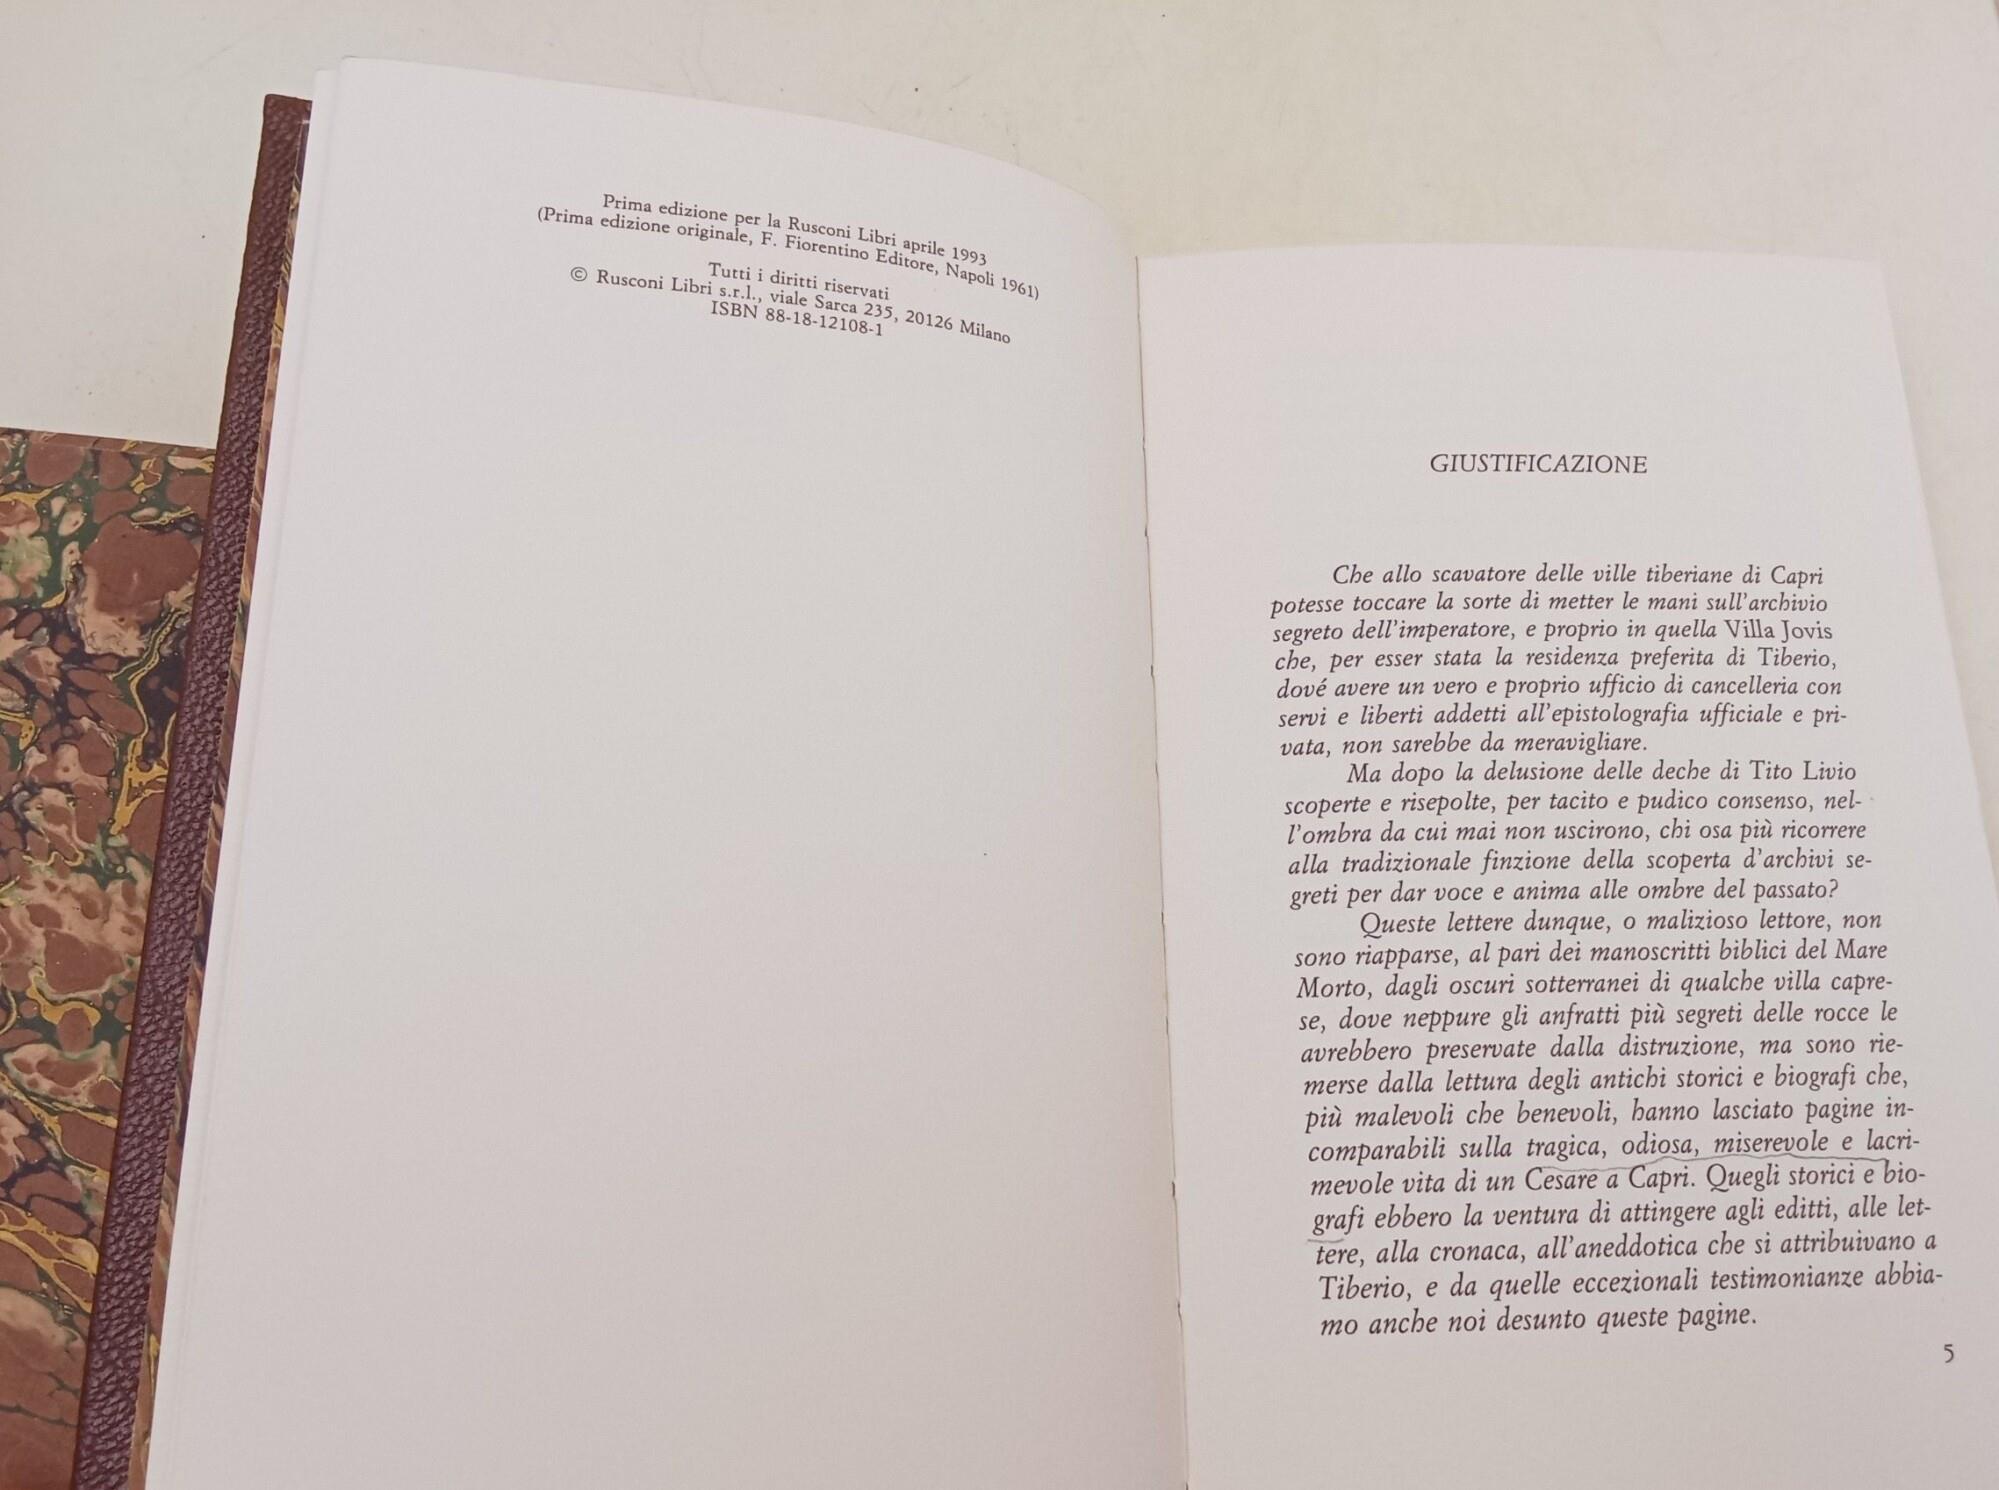 Prima edizione per la Rusconi Libri aprile 1993
(Prima edizione originale, F. Fiorentino Editore, Napoli 1961)
Tutti i diritti riservati
© Rusconi Libri s.r.l., viale Sarca 235, 20126 Milano
ISBN 88-18-12108-1
GIUSTIFICAZIONE
Che allo scavatore delle ville tiberiane di Capri
potesse toccare la sorte di metter le mani sull'archivio
segreto dell'imperatore, e proprio in quella Villa Jovis
che, per esser stata la residenza preferita di Tiberio,
dové avere un vero e proprio ufficio di cancelleria con
servi e liberti addetti all'epistolografia ufficiale e pri-
vata, non sarebbe da meravigliare.
Ma dopo la delusione delle deche di Tito Livio
scoperte e risepolte, per tacito e pudico consenso, nel-
l'ombra da cui mai non uscirono, chi osa più ricorrere
alla tradizionale finzione della scoperta d'archivi se-
greti per dar voce e anima alle ombre del passato?
Queste lettere dunque, o malizioso lettore, non
sono riapparse, al pari dei manoscritti biblici del Mare
Morto, dagli oscuri sotterranei di qualche villa capre-
se, dove neppure gli anfratti più segreti delle rocce le
avrebbero preservate dalla distruzione, ma sono rie-
merse dalla lettura degli antichi storici e biografi che,
più malevoli che benevoli, hanno lasciato pagine in-
comparabili sulla tragica, odiosa, miserevole e lacri-
mevole vita di un Cesare a Capri. Quegli storici e bio-
grafi ebbero la ventura di attingere agli editti, alle let-
tere, alla cronaca, all'aneddotica che si attribuivano a
Tiberio, e da quelle eccezionali testimonianze abbia-
mo anche noi desunto queste pagine.
5